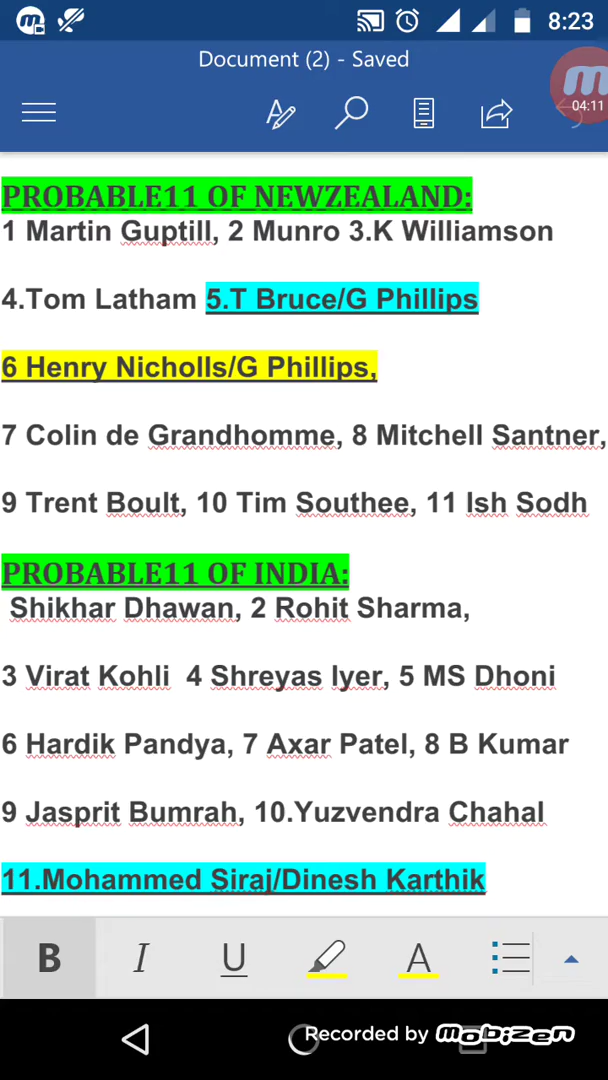 8:23
Document (2) - Saved
04:11
PROBABLE11 OF NEWZEALAND:
1 Martin Guptill, 2 Munro 3.K Williamson
4.Tom Latham 5.T Bruce/G Phillips
6 Henry Nicholls/G Phillips,
7 Colin de Grandhomme, 8 Mitchell Santner,
9 Trent Boult, 10 Tim Southee, 11 Ish Sodh
PROBABLE11 OF INDIA:
Shikhar Dhawan, 2 Rohit Sharma,
3 Virat Kohli 4 Shreyas Iyer, 5 MS Dhoni
6 Hardik Pandya, 7 Axar Patel, 8 B Kumar
9 Jasprit Bumrah, 10.Yuzvendra Chahal
11.Mohammed Siraj/Dinesh Karthik
B I U A
Recorded by mobizen